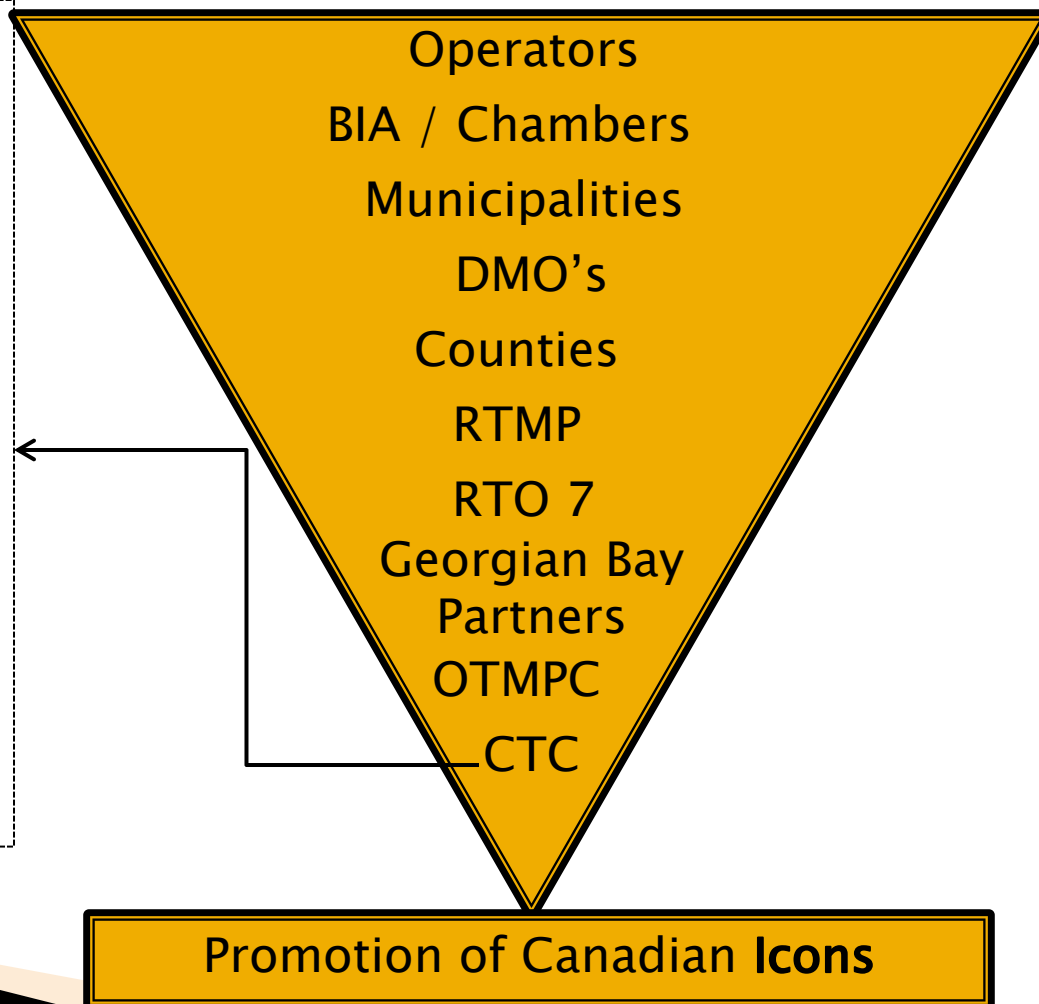 Operators
BIA / Chambers
Municipalities
DMO’s
Counties
RTMP
RTO 7
Georgian Bay
Partners
OTMPC
CTC
Promotion of Canadian Icons